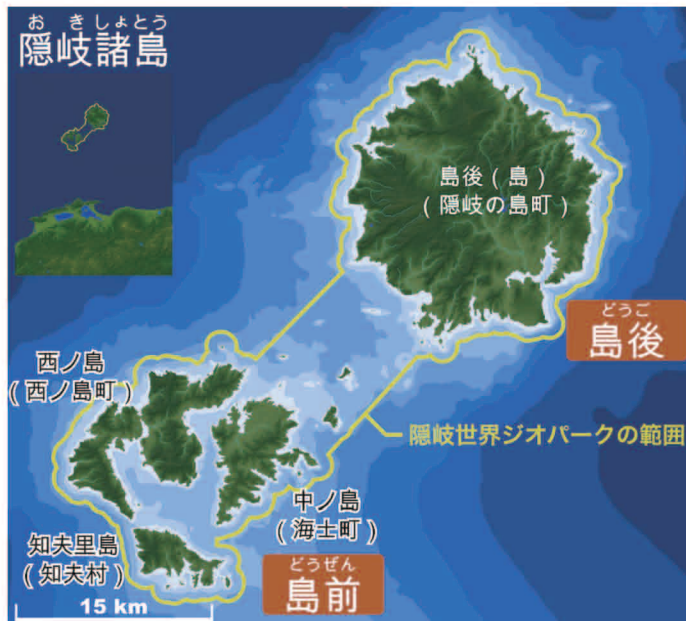 おきしょとう
隠岐諸島
島後（島）
（隠岐の島町）
どうご
島後
西ノ島
（西ノ島町）
隠岐世界ジオパークの範囲
中ノ島
（海士町）
知夫里島
（知夫村）
どうぜん
島前
15 km